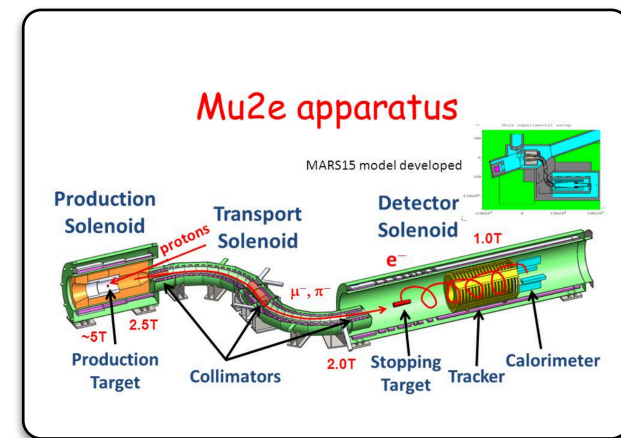 Mu2e apparatus
MARS15 model developed
Production
Solenoid
Transport
Solenoid
Detector
Solenoid
protons
e⁻
1.0T
μ⁻, π⁻
~5T
2.5T
2.0T
Production
Target
Collimators
Stopping
Target
Tracker
Calorimeter